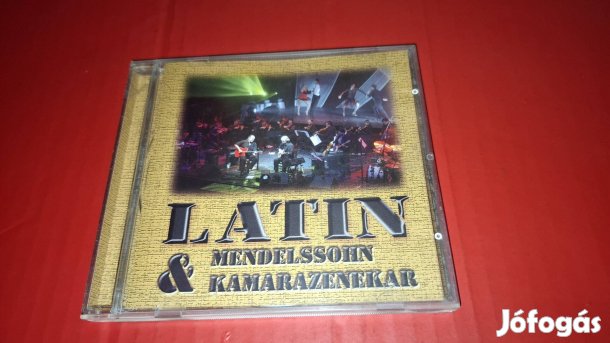 LATIN
& MENDELSSOHN
KAMARAZENEKAR
Jófogás